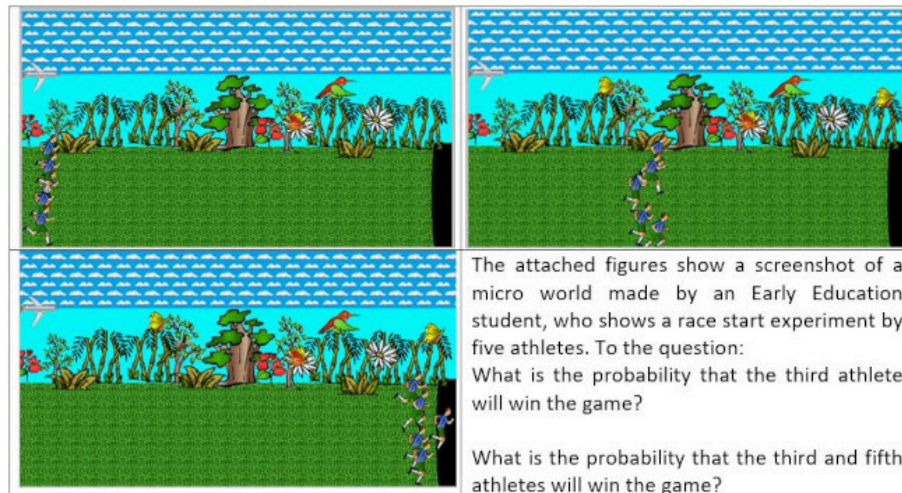 The attached figures show a screenshot of a
micro world made by an Early Education
student, who shows a race start experiment by
five athletes. To the question:
What is the probability that the third athlete
will win the game?
What is the probability that the third and fifth
athletes will win the game?